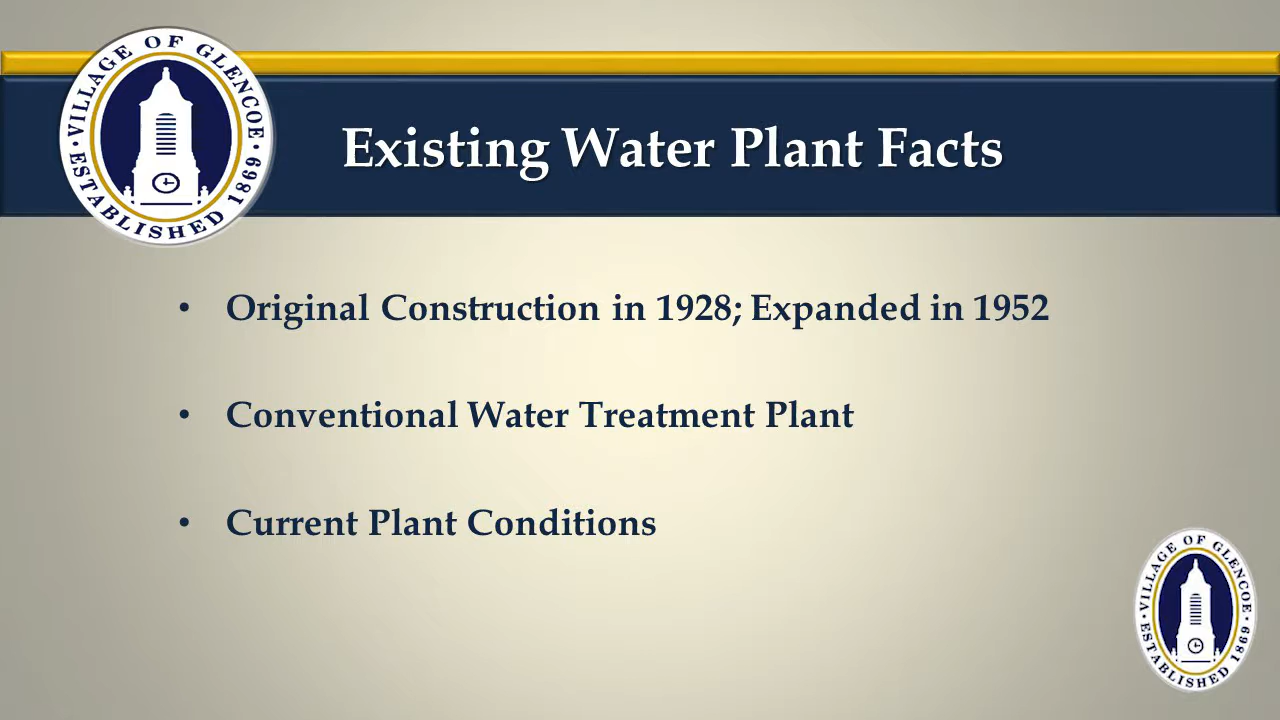 VILLAGE OF GLENCOE
ESTABLISHED 1869
Existing Water Plant Facts
• Original Construction in 1928; Expanded in 1952
• Conventional Water Treatment Plant
• Current Plant Conditions
VILLAGE OF GLENCOE
ESTABLISHED 1869